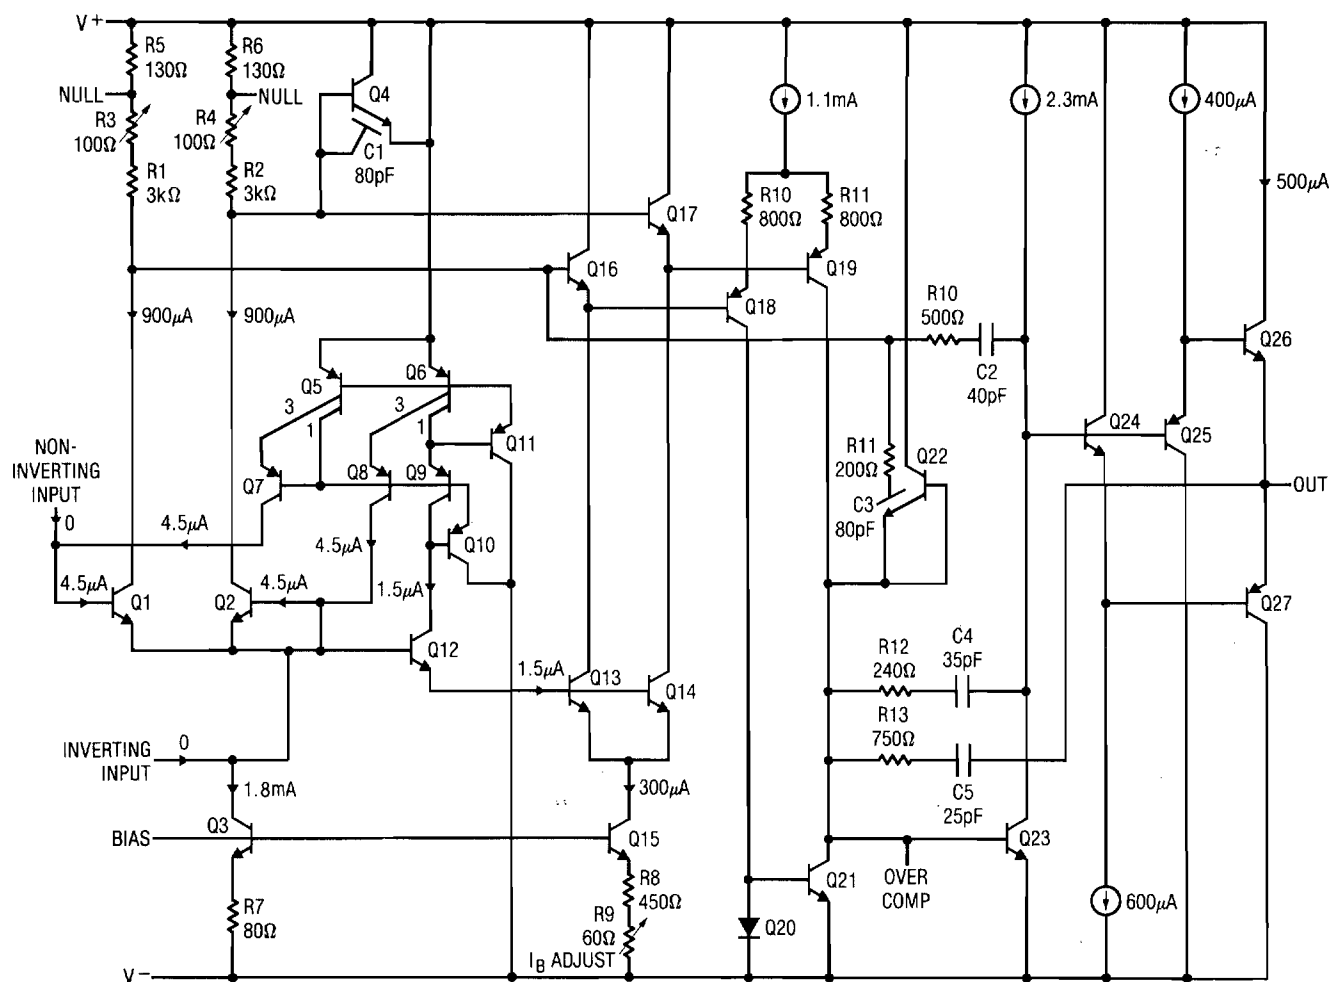 V+
R5
130Ω
R6
130Ω
NULL
NULL
Q4
1.1mA
2.3mA
400µA
R3
100Ω
R4
100Ω
C1
80pF
R1
3kΩ
R2
3kΩ
R10
800Ω
R11
800Ω
500µA
Q17
Q16
Q19
Q18
900µA
900µA
R10
500Ω
C2
40pF
Q26
Q5
Q6
3
3
1
1
Q11
Q24
Q25
NON-
INVERTING
INPUT
0
Q7
Q8
Q9
R11
200Ω
Q22
C3
80pF
OUT
4.5µA
4.5µA
Q10
4.5µA
Q1
Q2
4.5µA
1.5µA
Q27
Q12
1.5µA
Q13
Q14
R12
240Ω
C4
35pF
R13
750Ω
C5
25pF
INVERTING
INPUT
0
1.8mA
300µA
BIAS
Q3
Q15
Q23
OVER
COMP
Q21
R7
80Ω
R8
450Ω
R9
60Ω
IB ADJUST
Q20
600µA
V−